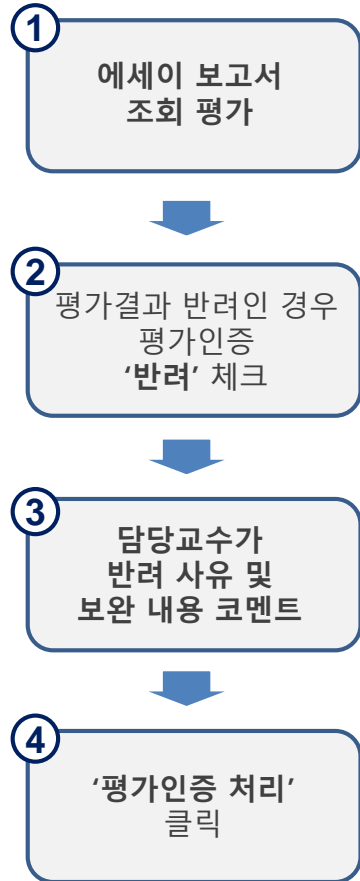 1
에세이 보고서
조회 평가
2
평가결과 반려인 경우
평가인증
‘반려’ 체크
3
담당교수가
반려 사유 및
보완 내용 코멘트
4
‘평가인증 처리’
클릭